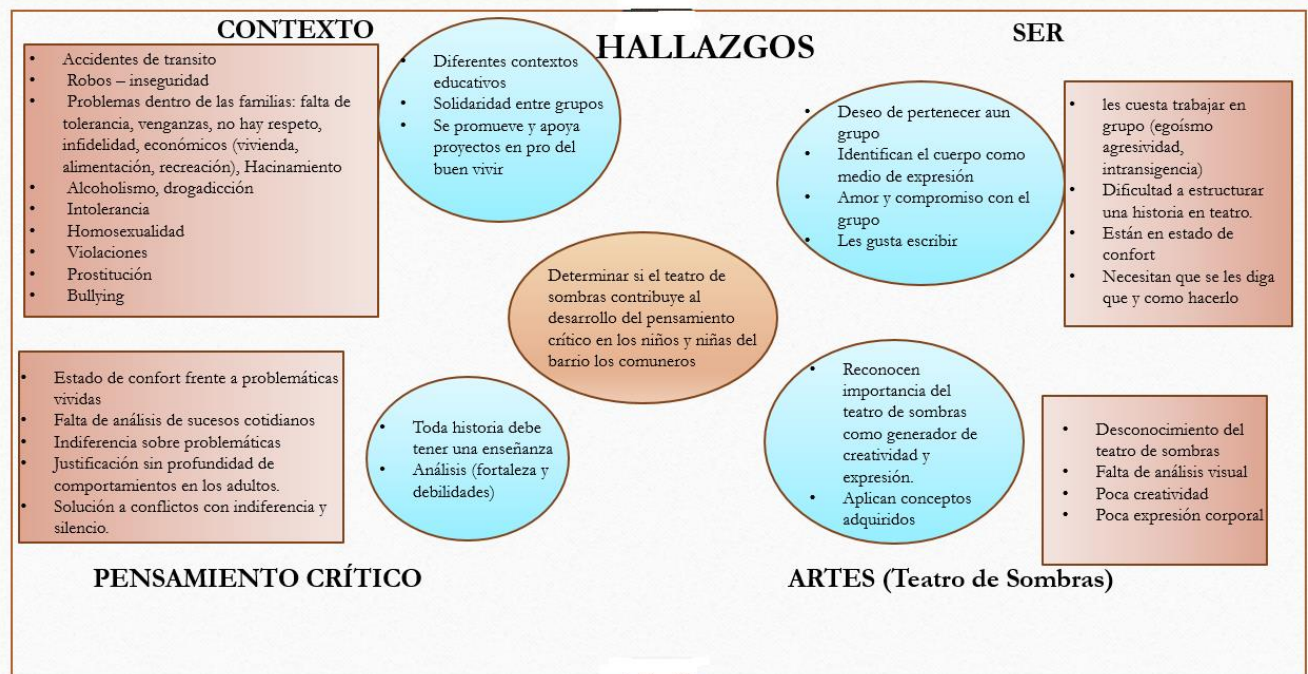 HALLAZGOS
CONTEXTO
• Accidentes de transito
• Robos – inseguridad
• Problemas dentro de las familias: falta de
tolerancia, venganzas, no hay respeto,
infidelidad, económicos (vivienda,
alimentación, recreación), Hacinamiento
• Alcoholismo, drogadicción
• Intolerancia
• Homosexualidad
• Violaciones
• Prostitución
• Bullying
• Diferentes contextos
educativos
• Solidaridad entre grupos
• Se promueve y apoya
proyectos en pro del
buen vivir
SER
• Deseo de pertenecer aun
grupo
• Identifican el cuerpo como
medio de expresión
• Amor y compromiso con el
grupo
• Les gusta escribir
• les cuesta trabajar en
grupo (egoísmo
agresividad,
intransigencia)
• Dificultad a estructurar
una historia en teatro.
• Están en estado de
confort
• Necesitan que se les diga
que y como hacerlo
Determinar si el teatro de
sombras contribuye al
desarrollo del pensamiento
crítico en los niños y niñas del
barrio los comuneros
• Estado de confort frente a problemáticas
vividas
• Falta de análisis de sucesos cotidianos
• Indiferencia sobre problemáticas
• Justificación sin profundidad de
comportamientos en los adultos.
• Solución a conflictos con indiferencia y
silencio.
• Toda historia debe
tener una enseñanza
• Análisis (fortaleza y
debilidades)
PENSAMIENTO CRÍTICO
• Reconocen
importancia del
teatro de sombras
como generador de
creatividad y
expresión.
• Aplican conceptos
adquiridos
• Desconocimiento del
teatro de sombras
• Falta de análisis visual
• Poca creatividad
• Poca expresión corporal
ARTES (Teatro de Sombras)